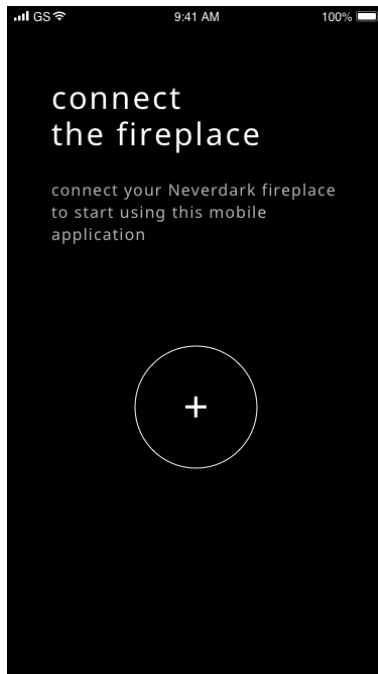 GS 9:41 AM 100%
connect
the fireplace
connect your Neverdark fireplace
to start using this mobile
application
+